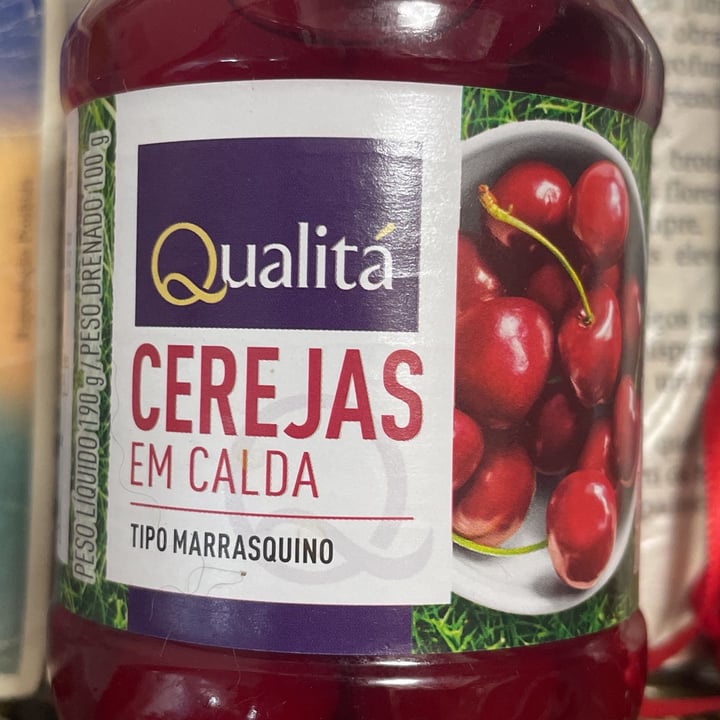 Qualitá
CEREJAS
EM CALDA
TIPO MARRASQUINO
PESO LÍQUIDO 190 g / PESO DRENADO 100 g